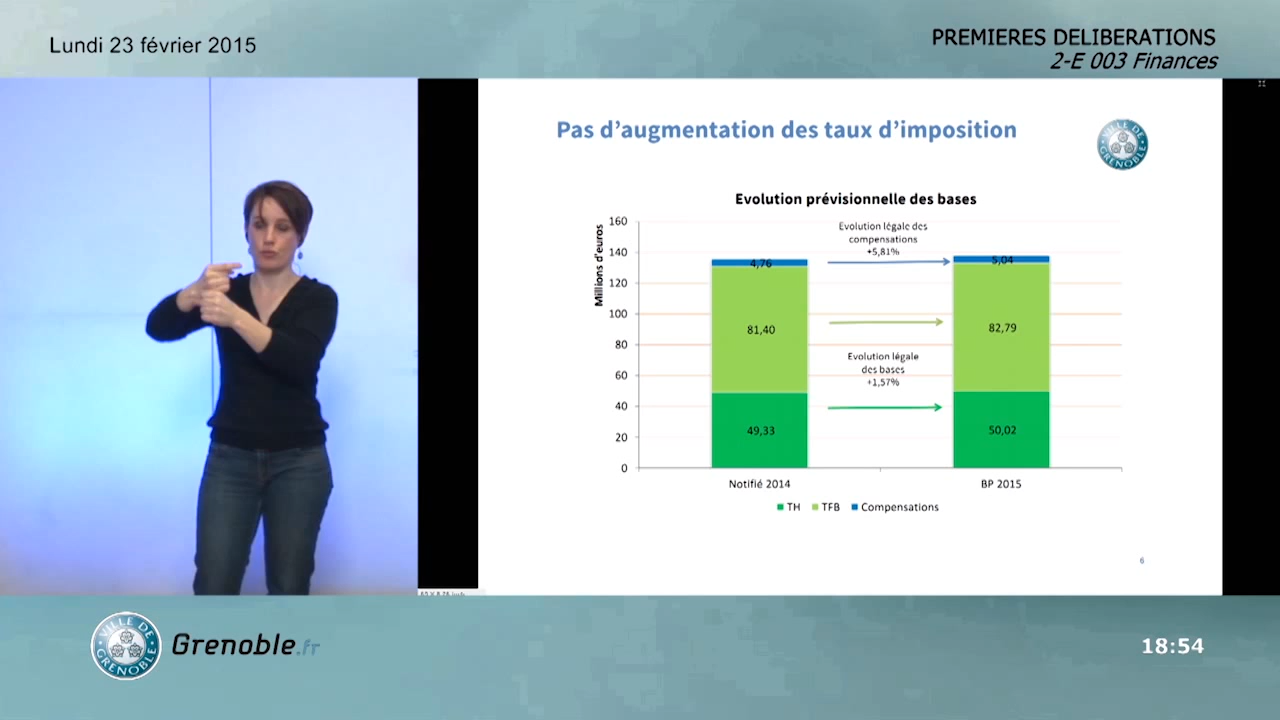 Lundi 23 février 2015
PREMIERES DELIBERATIONS
2-E 003 Finances
Pas d’augmentation des taux d’imposition
VILLE DE GRENOBLE
Evolution prévisionnelle des bases
Millions d'euros
160
140
120
100
80
60
40
20
0
Evolution légale des
compensations
+5,81%
4,76
5,04
81,40
82,79
Evolution légale
des bases
+1,57%
49,33
50,02
Notifié 2014
BP 2015
TH
TFB
Compensations
6
VILLE DE GRENOBLE
Grenoble.fr
18:54